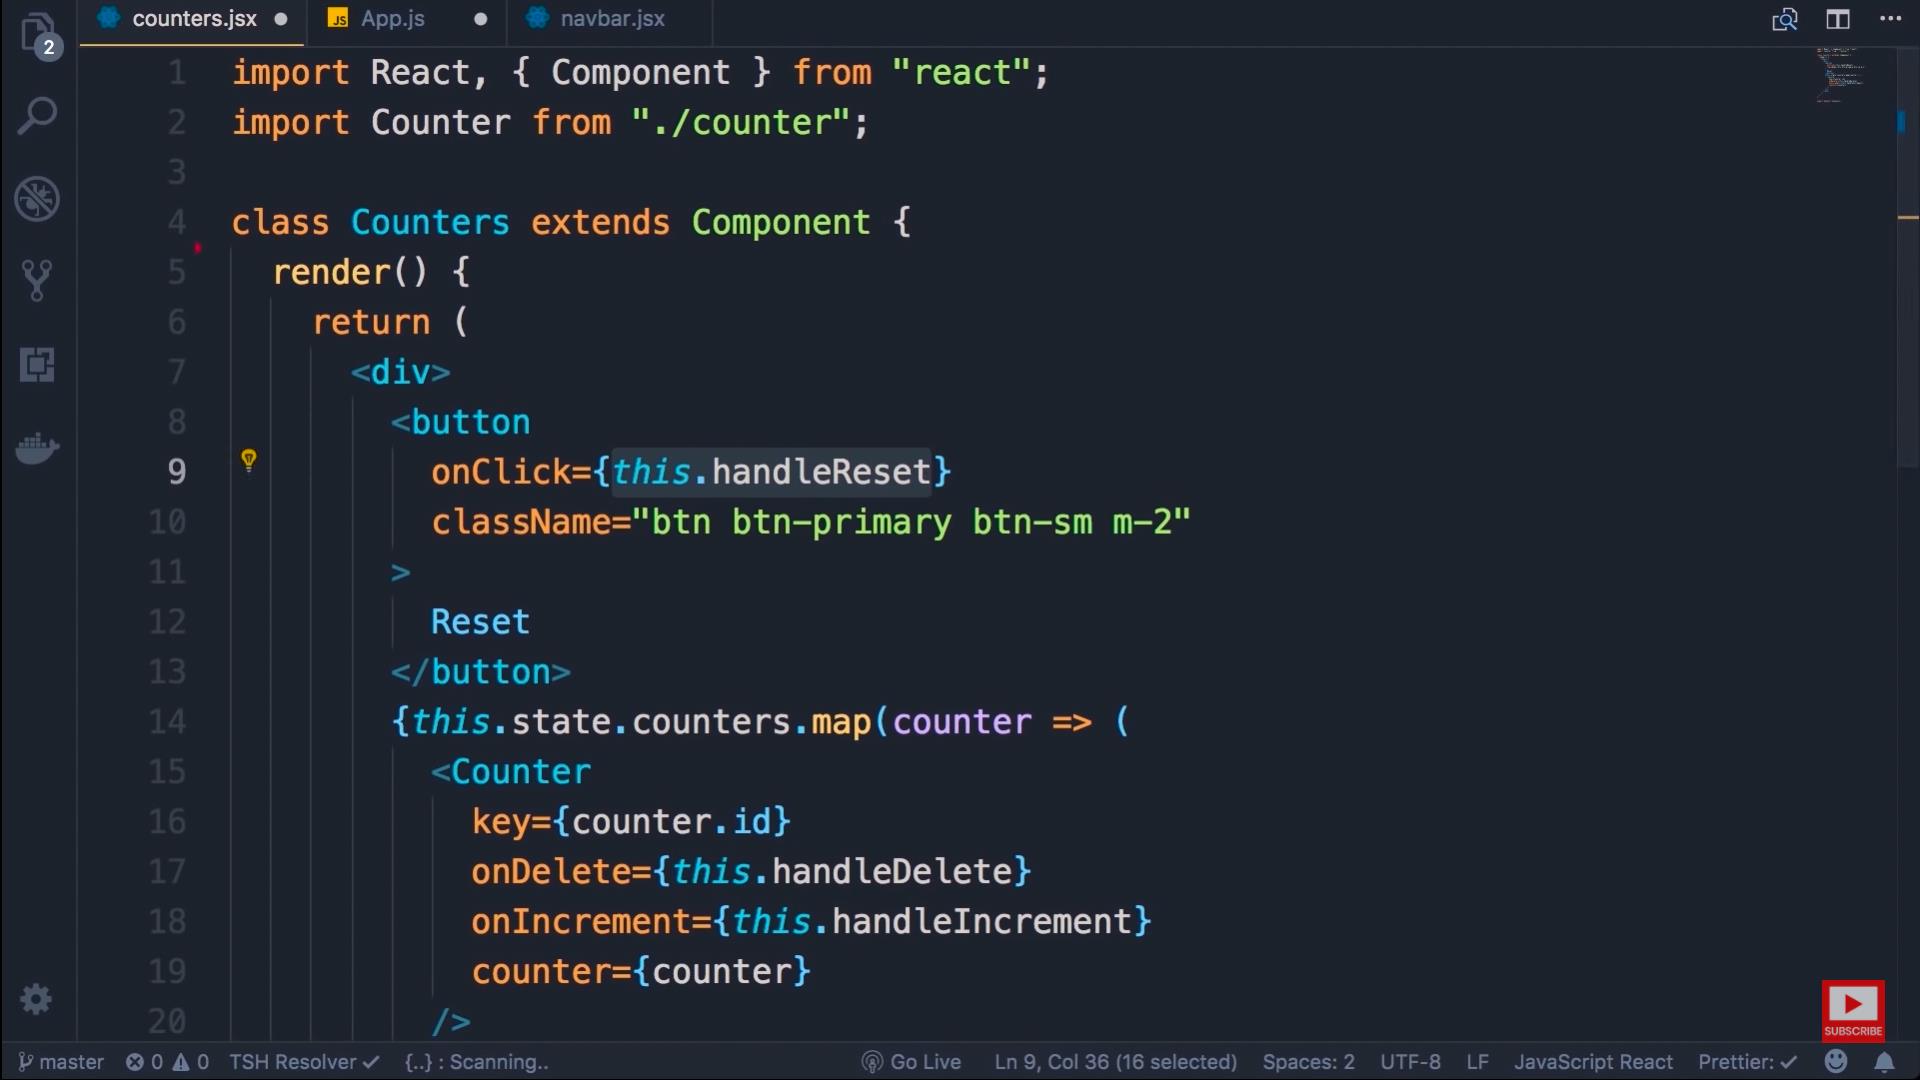 2
counters.jsx
JS App.js
navbar.jsx
1 import React, { Component } from "react";
2 import Counter from "./counter";
3
4 class Counters extends Component {
5 render() {
6 return (
7 <div>
8 <button
9 onClick={this.handleReset}
10 className="btn btn-primary btn-sm m-2"
11 >
12 Reset
13 </button>
14 {this.state.counters.map(counter => (
15 <Counter
16 key={counter.id}
17 onDelete={this.handleDelete}
18 onIncrement={this.handleIncrement}
19 counter={counter}
20 />
SUBSCRIBE
master 0 0 TSH Resolver ✓ {..} : Scanning.. Go Live Ln 9, Col 36 (16 selected) Spaces: 2 UTF-8 LF JavaScript React Prettier: ✓